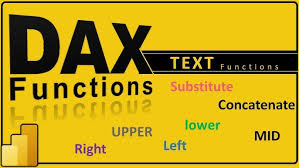 DAX
Functions
TEXT Functions
Substitute
Concatenate
UPPER
lower
MID
Right
Left